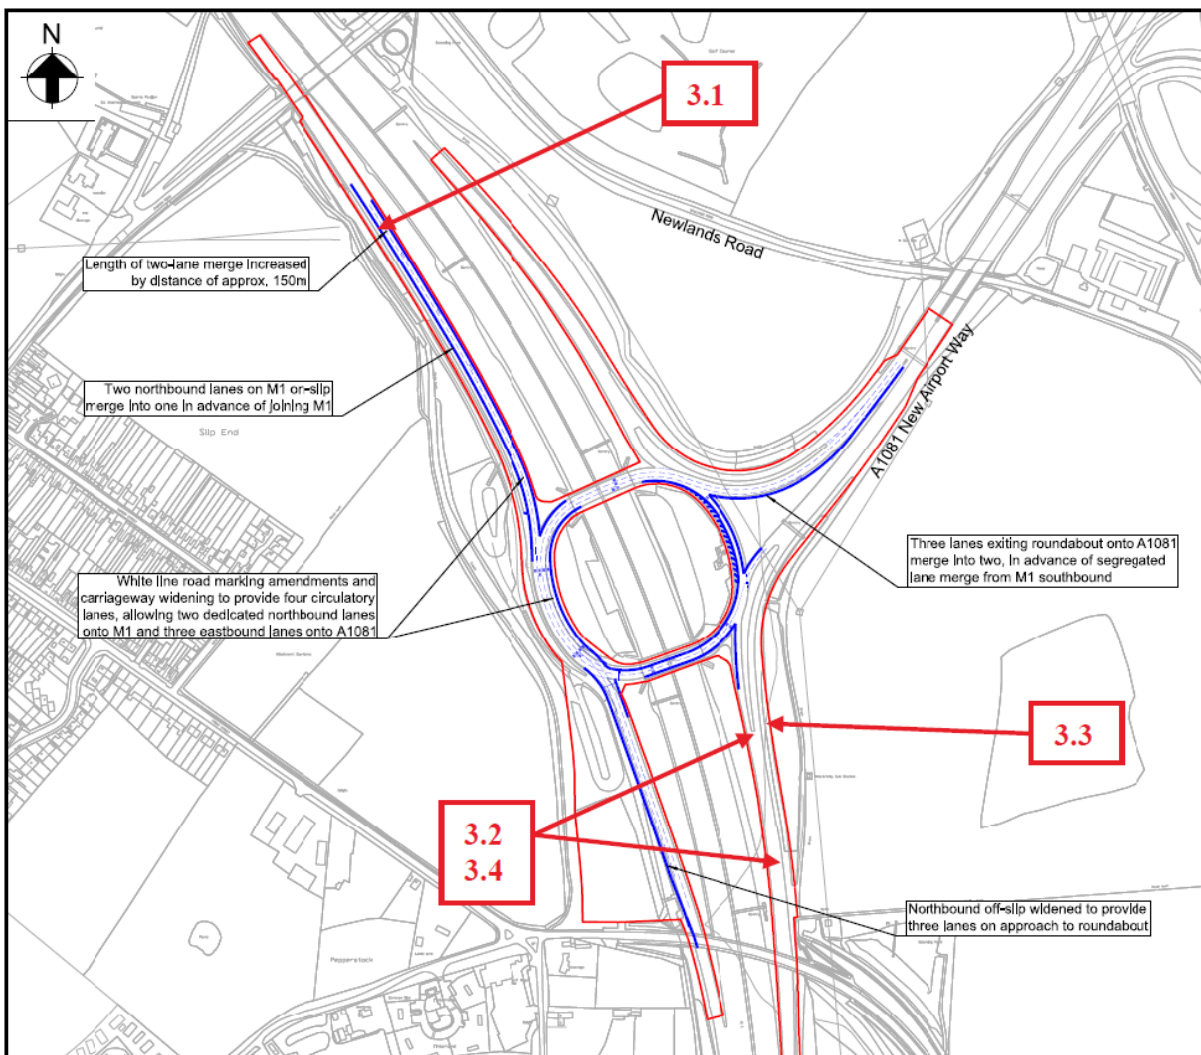 N
3.1
Newlands Road
Length of two-lane merge increased
by distance of approx. 150m
Two northbound lanes on M1 on-slip
merge into one in advance of joining M1
Slip End
A1081 New Airport Way
Three lanes exiting roundabout onto A1081
merge into two, in advance of segregated
lane merge from M1 southbound
White line road marking amendments and
carriageway widening to provide four circulatory
lanes, allowing two dedicated northbound lanes
onto M1 and three eastbound lanes onto A1081
3.3
3.2
3.4
Northbound off-slip widened to provide
three lanes on approach to roundabout
Pepperstock